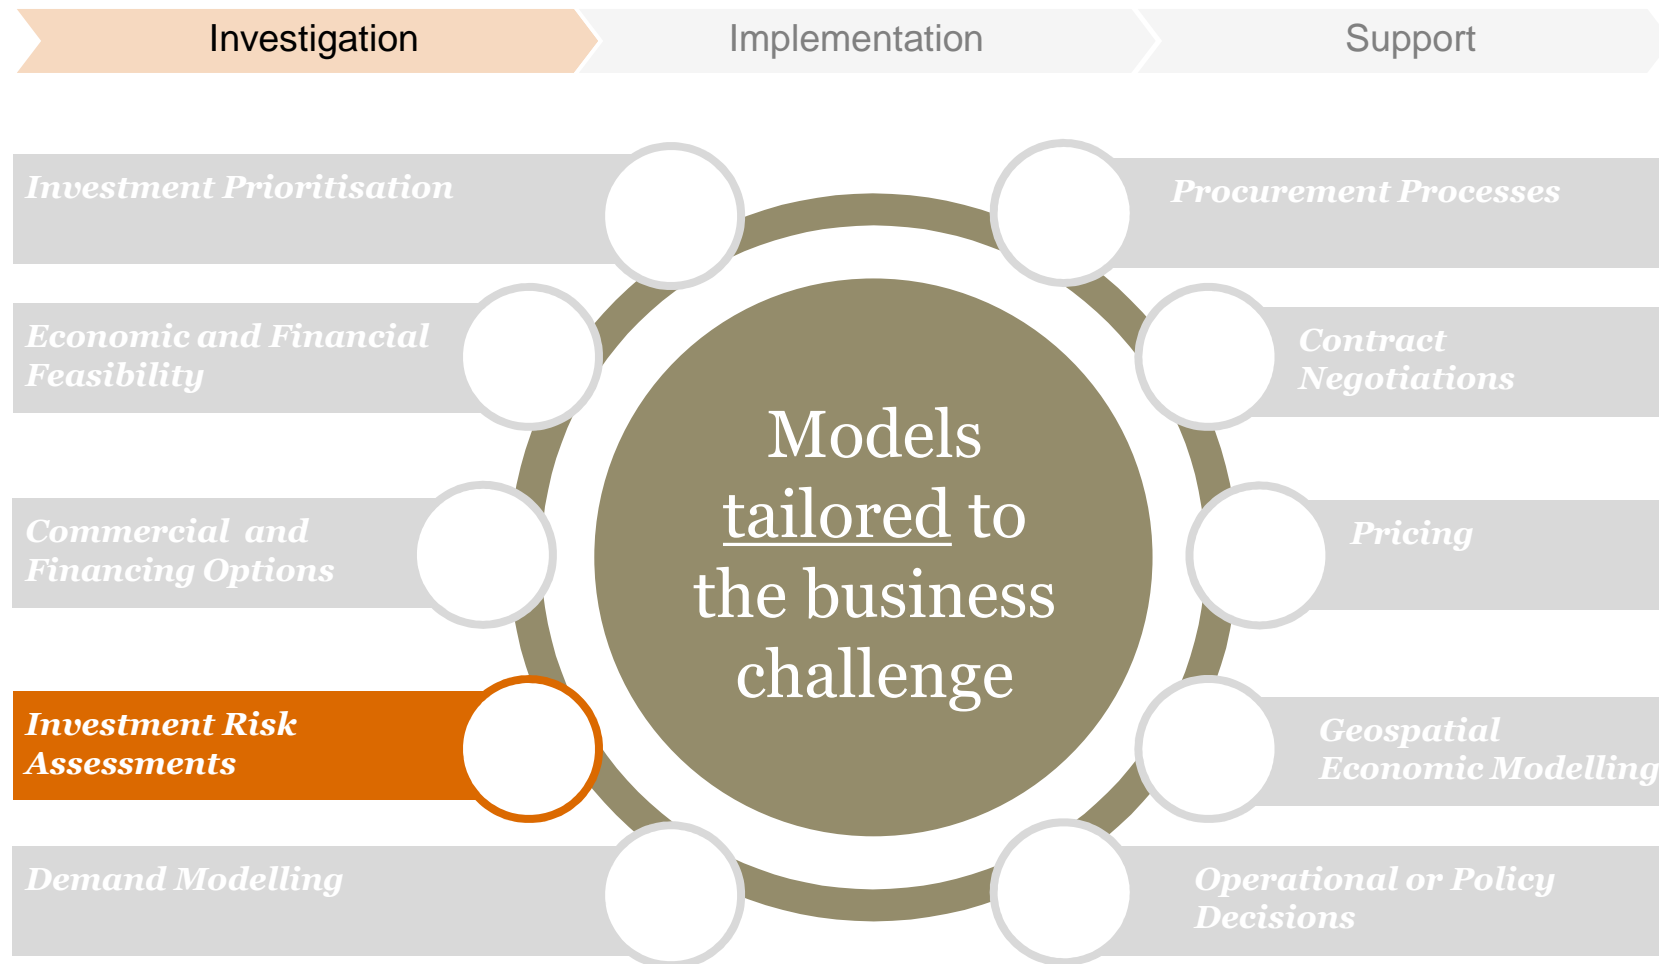 Investigation
Implementation
Support
Investment Prioritisation
Economic and Financial
Feasibility
Commercial and
Financing Options
Investment Risk
Assessments
Demand Modelling
Models
tailored to
the business
challenge
Procurement Processes
Contract
Negotiations
Pricing
Geospatial
Economic Modelling
Operational or Policy
Decisions